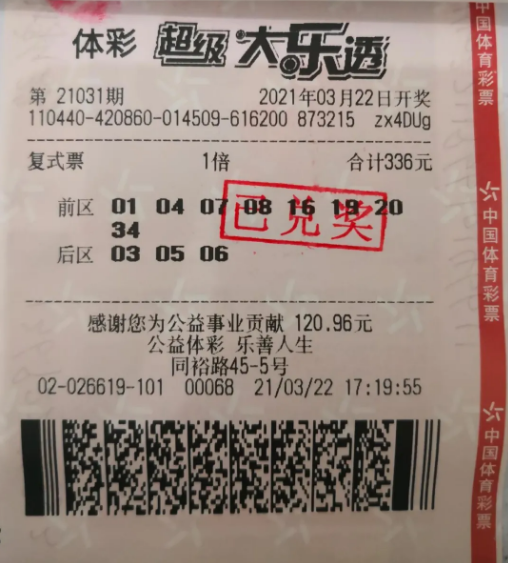 体彩 超级大乐透
第 21031期 2021年03月22日开奖
110440-420860-014509-616200 873215 zx4DUg
复式票 1倍 合计336元
前区 01 04 07 08 16 19 20
34
已兑奖
后区 03 05 06
感谢您为公益事业贡献 120.96元
公益体彩 乐善人生
同裕路45-5号
02-026619-101 00068 21/03/22 17:19:55
中国体育彩票
中国体育彩票
中国体育彩票